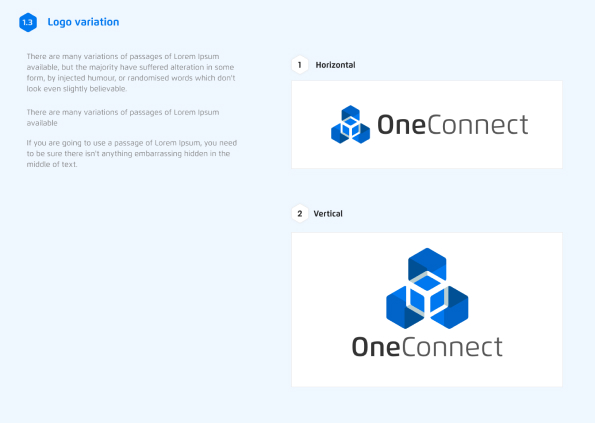 1.3 Logo variation
There are many variations of passages of Lorem Ipsum
available, but the majority have suffered alteration in some
form, by injected humour, or randomised words which don't
look even slightly believable.
There are many variations of passages of Lorem Ipsum
available
If you are going to use a passage of Lorem Ipsum, you need
to be sure there isn't anything embarrassing hidden in the
middle of text.
1 Horizontal
OneConnect
2 Vertical
OneConnect